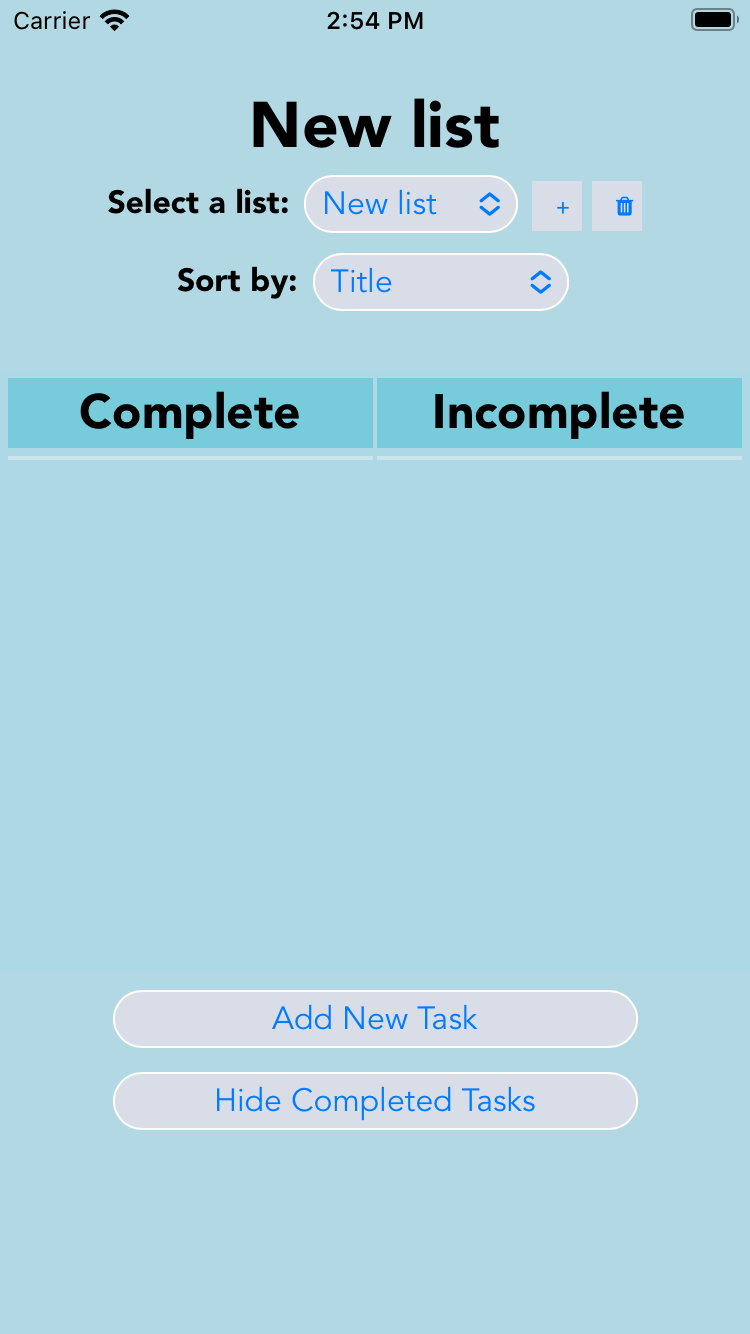 Carrier 2:54 PM
New list
Select a list: New list +
Sort by: Title
Complete Incomplete
Add New Task
Hide Completed Tasks